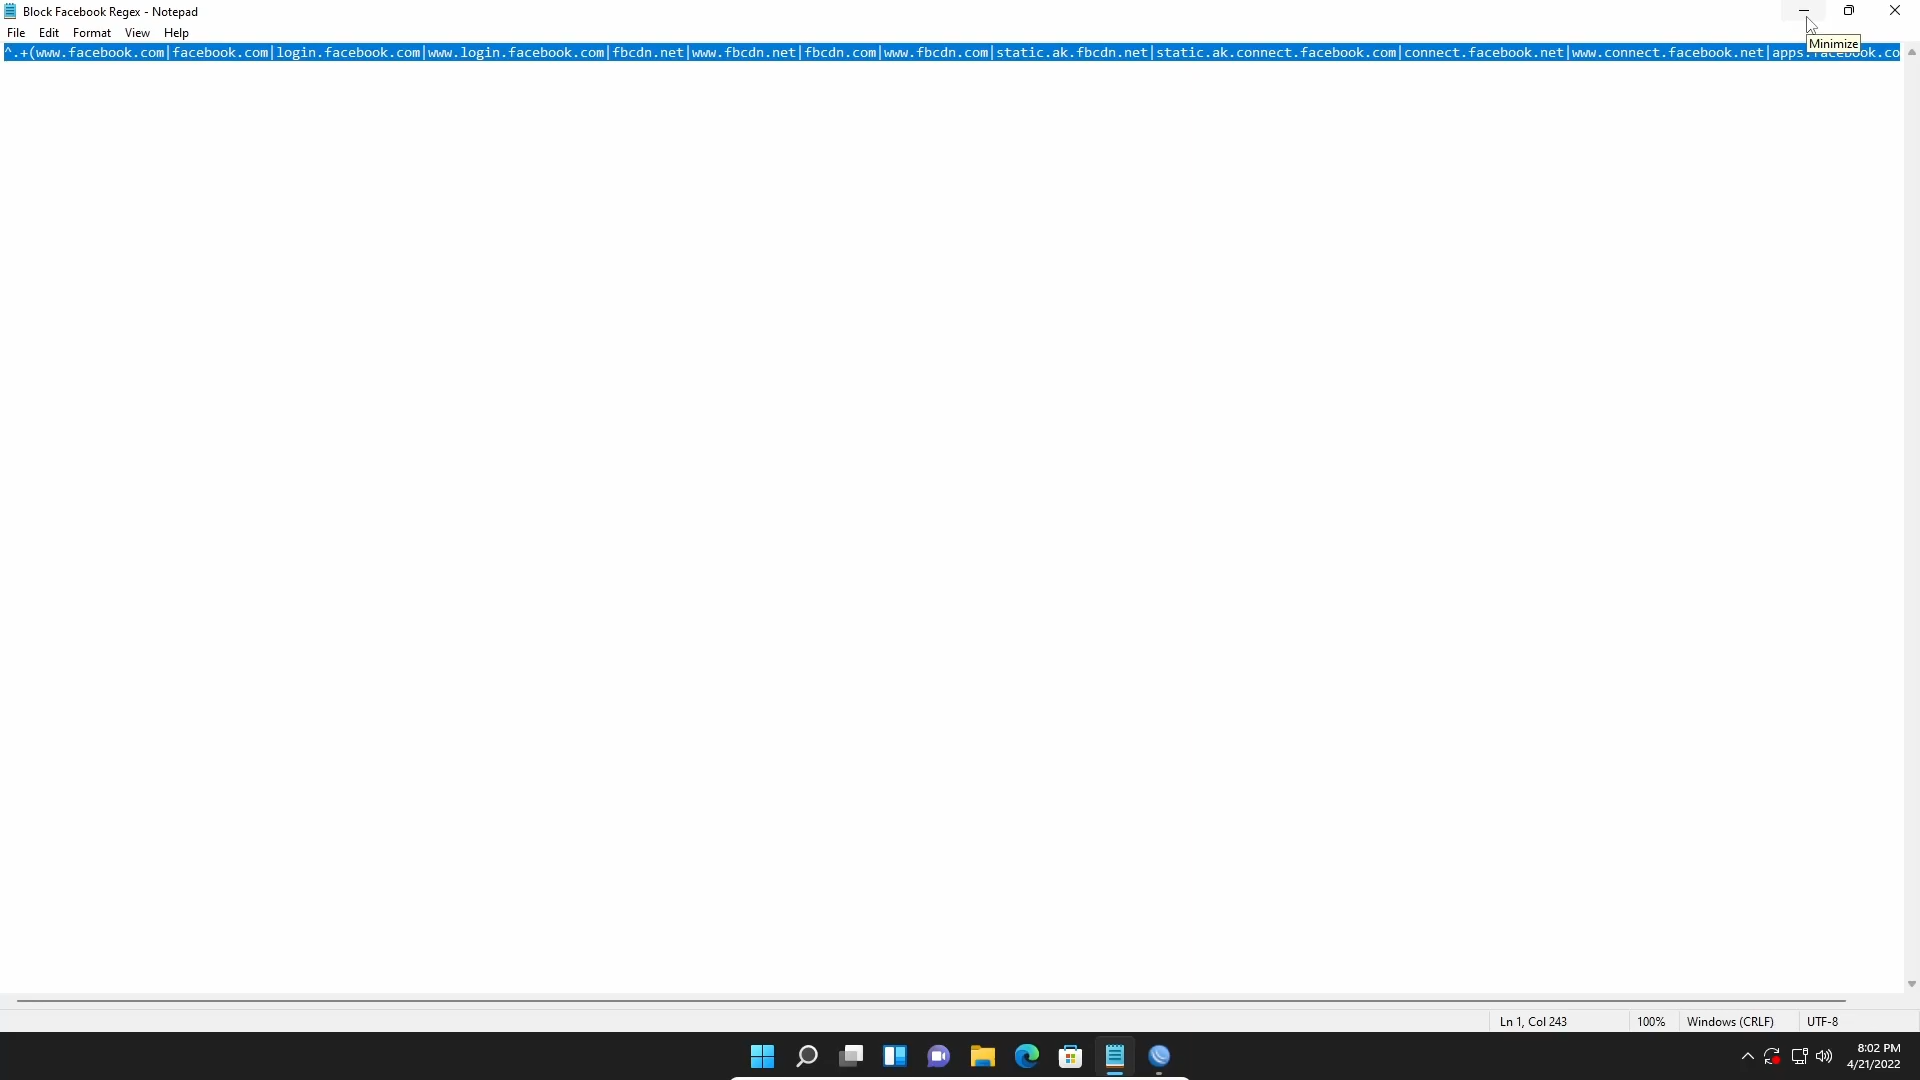 Block Facebook Regex - Notepad
File Edit Format View Help
^.+(www.facebook.com|facebook.com|login.facebook.com|www.login.facebook.com|fbcdn.net|www.fbcdn.net|fbcdn.com|www.fbcdn.com|static.ak.fbcdn.net|static.ak.connect.facebook.com|connect.facebook.net|www.connect.facebook.net|apps.facebook.co
Minimize
Ln 1, Col 243
100%
Windows (CRLF)
UTF-8
8:02 PM
4/21/2022